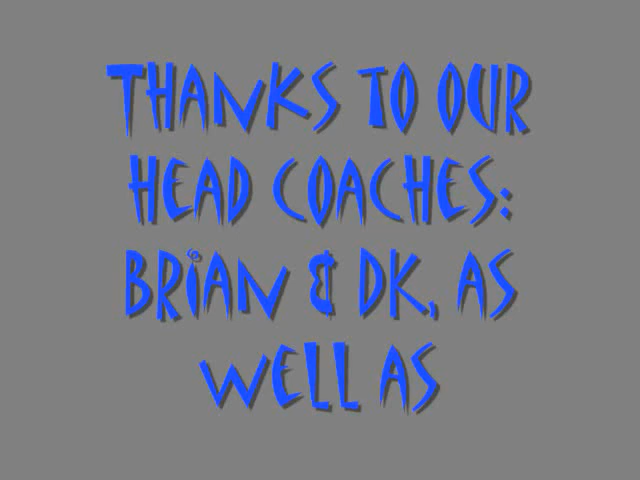 THANKS TO OUR
HEAD COACHES:
BRiAN & DK, AS
WELL AS